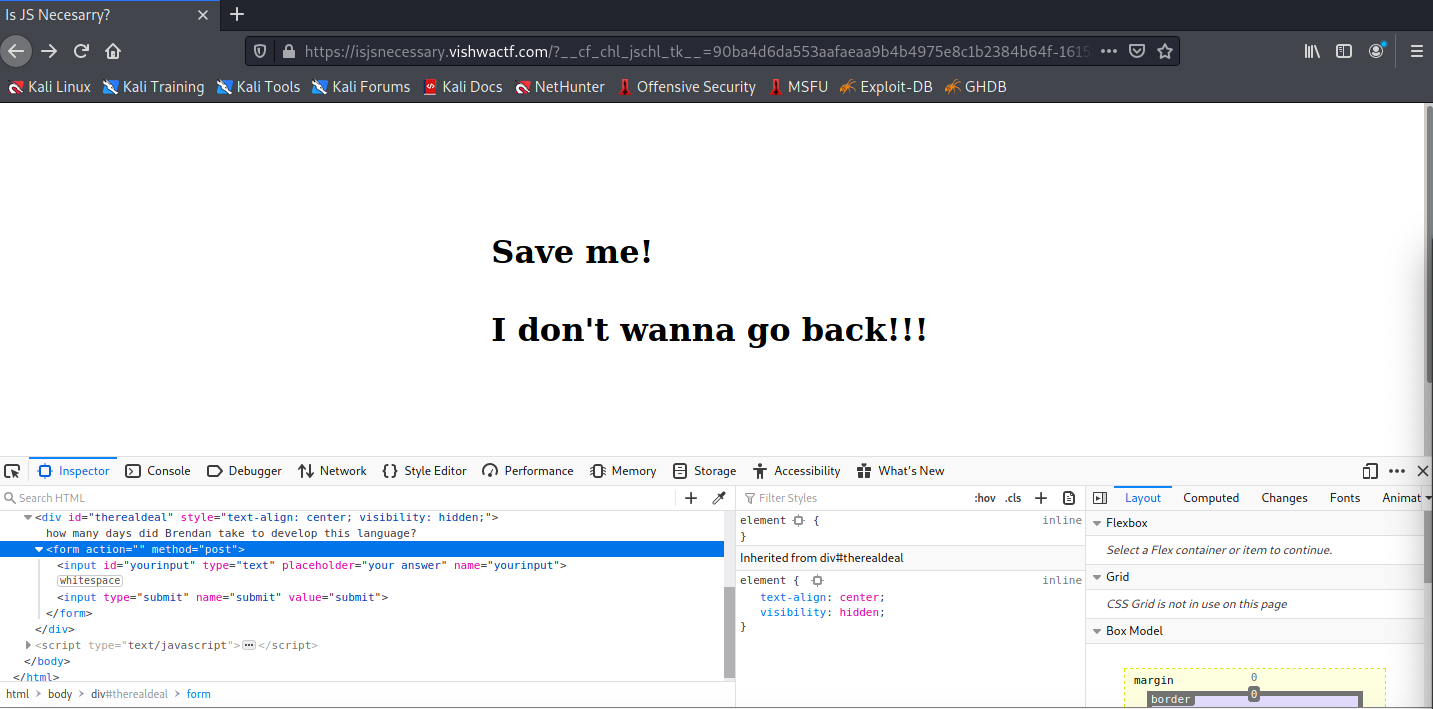 Is JS Necesarry?
https://isjsnecessary.vishwactf.com/?__cf_chl_jschl_tk__=90ba4d6da553aafaeaa9b4b4975e8c1b2384b64f-1615
Kali Linux Kali Training Kali Tools Kali Forums Kali Docs NetHunter Offensive Security MSFU Exploit-DB GHDB
Save me!
I don't wanna go back!!!
Inspector Console Debugger Network Style Editor Performance Memory Storage Accessibility What's New
Search HTML
Filter Styles :hov .cls
Layout Computed Changes Fonts Animat
<div id="therealdeal" style="text-align: center; visibility: hidden;">
how many days did Brendan take to develop this language?
<form action="" method="post">
<input id="yourinput" type="text" placeholder="your answer" name="yourinput">
whitespace
<input type="submit" name="submit" value="submit">
</form>
</div>
<script type="text/javascript"></script>
</body>
</html>
html > body > div#therealdeal > form
element { inline
}
Inherited from div#therealdeal
element { inline
text-align: center;
visibility: hidden;
}
Flexbox
Select a Flex container or item to continue.
Grid
CSS Grid is not in use on this page
Box Model
margin 0
border 0